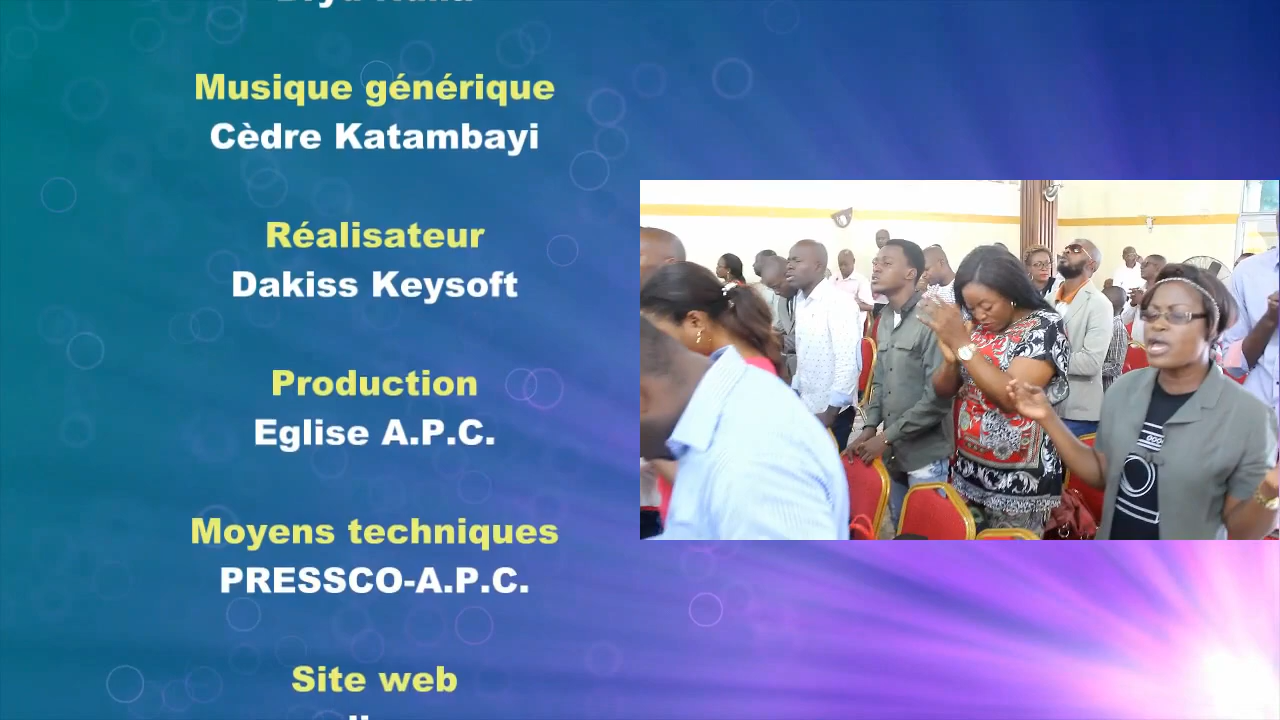 Musique générique
Cèdre Katambayi
Réalisateur
Dakiss Keysoft
Production
Eglise A.P.C.
Moyens techniques
PRESSCO-A.P.C.
Site web